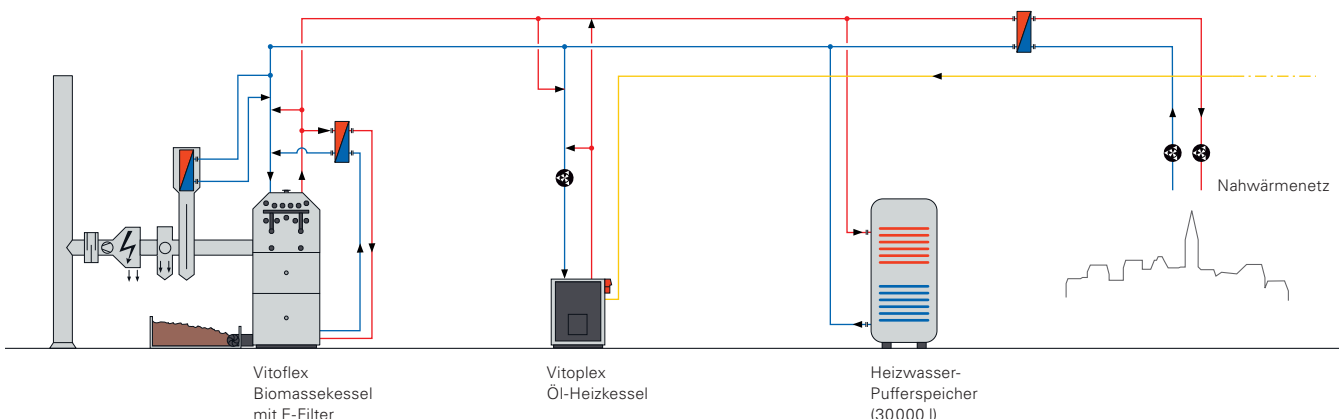 Nahwärmenetz
Vitoflex
Biomassekessel
mit E-Filter
Vitoplex
Öl-Heizkessel
Heizwasser-
Pufferspeicher
(30000 l)